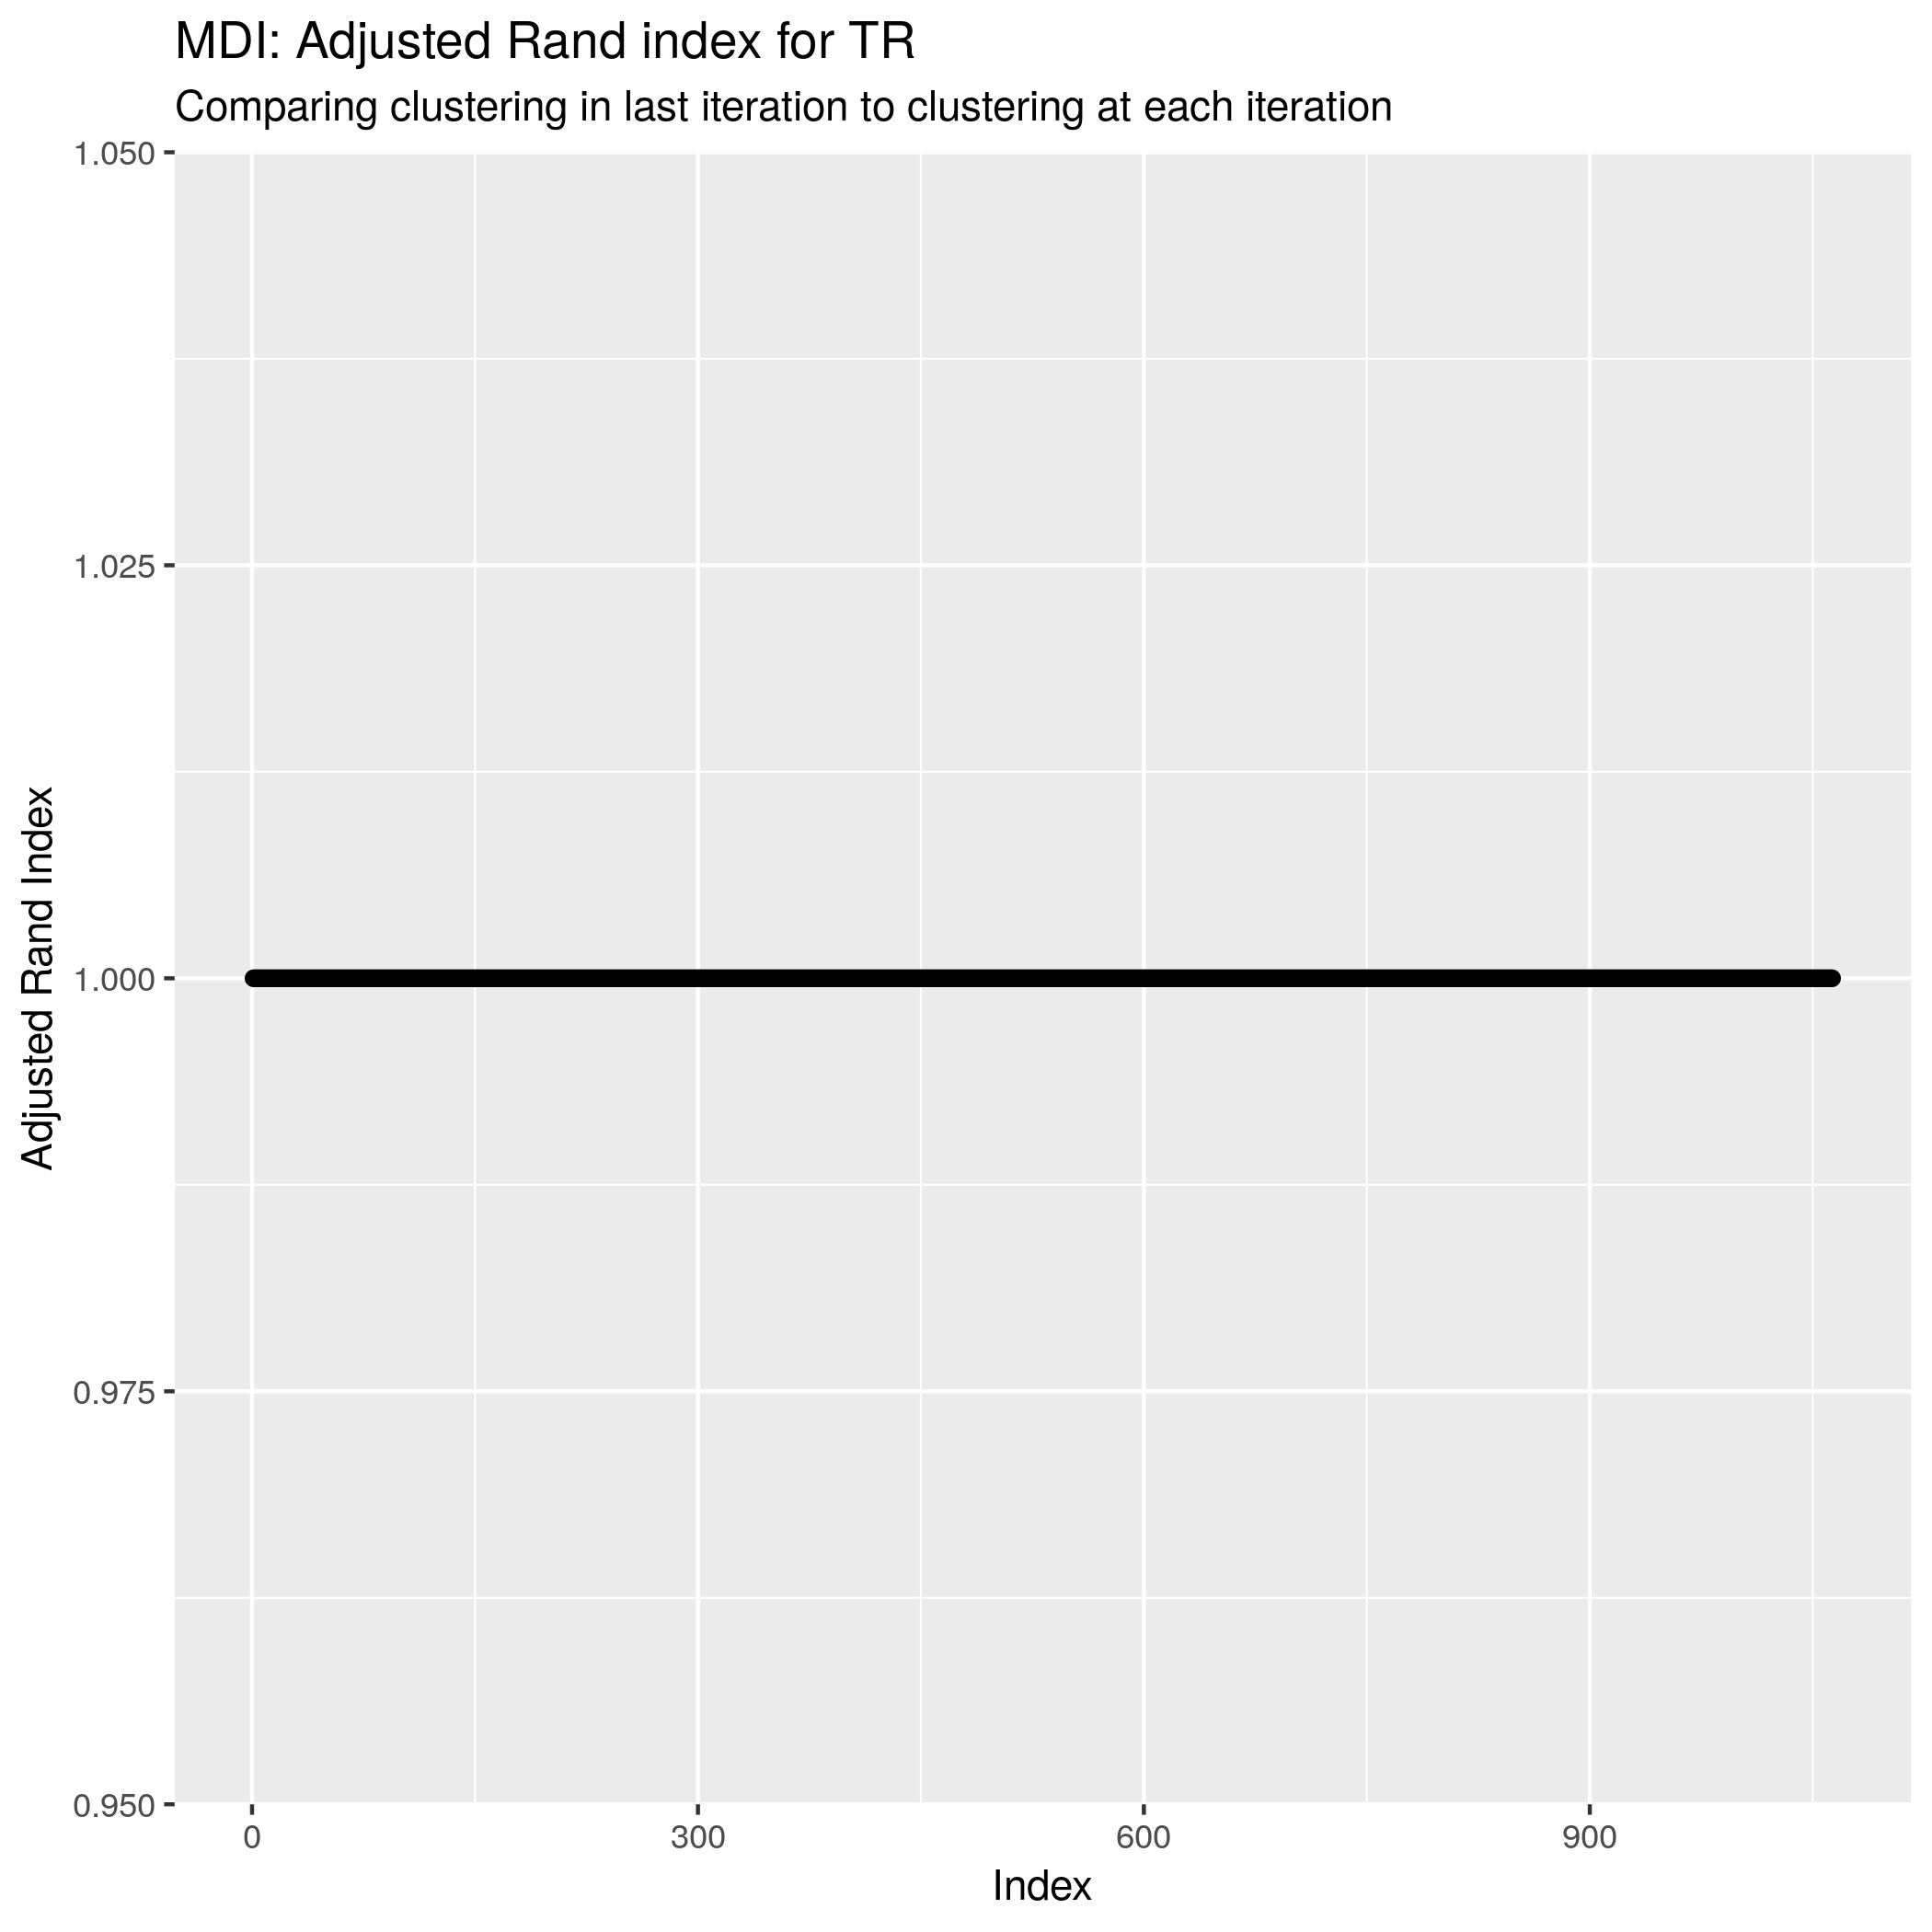 MDI: Adjusted Rand index for TR
Comparing clustering in last iteration to clustering at each iteration
1.050
1.025
1.000
0.975
0.950
Adjusted Rand Index
0 300 600 900
Index